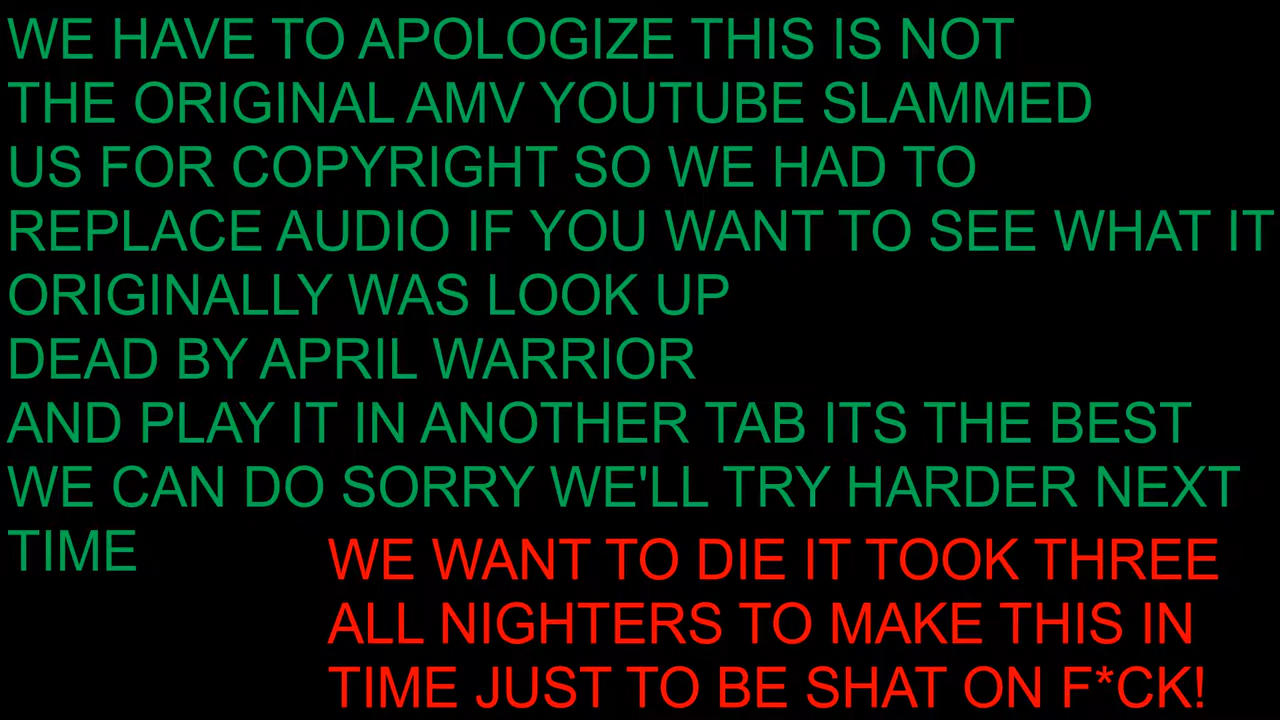 WE HAVE TO APOLOGIZE THIS IS NOT
THE ORIGINAL AMV YOUTUBE SLAMMED
US FOR COPYRIGHT SO WE HAD TO
REPLACE AUDIO IF YOU WANT TO SEE WHAT IT
ORIGINALLY WAS LOOK UP
DEAD BY APRIL WARRIOR
AND PLAY IT IN ANOTHER TAB ITS THE BEST
WE CAN DO SORRY WE'LL TRY HARDER NEXT
TIME
WE WANT TO DIE IT TOOK THREE
ALL NIGHTERS TO MAKE THIS IN
TIME JUST TO BE SHAT ON F*CK!